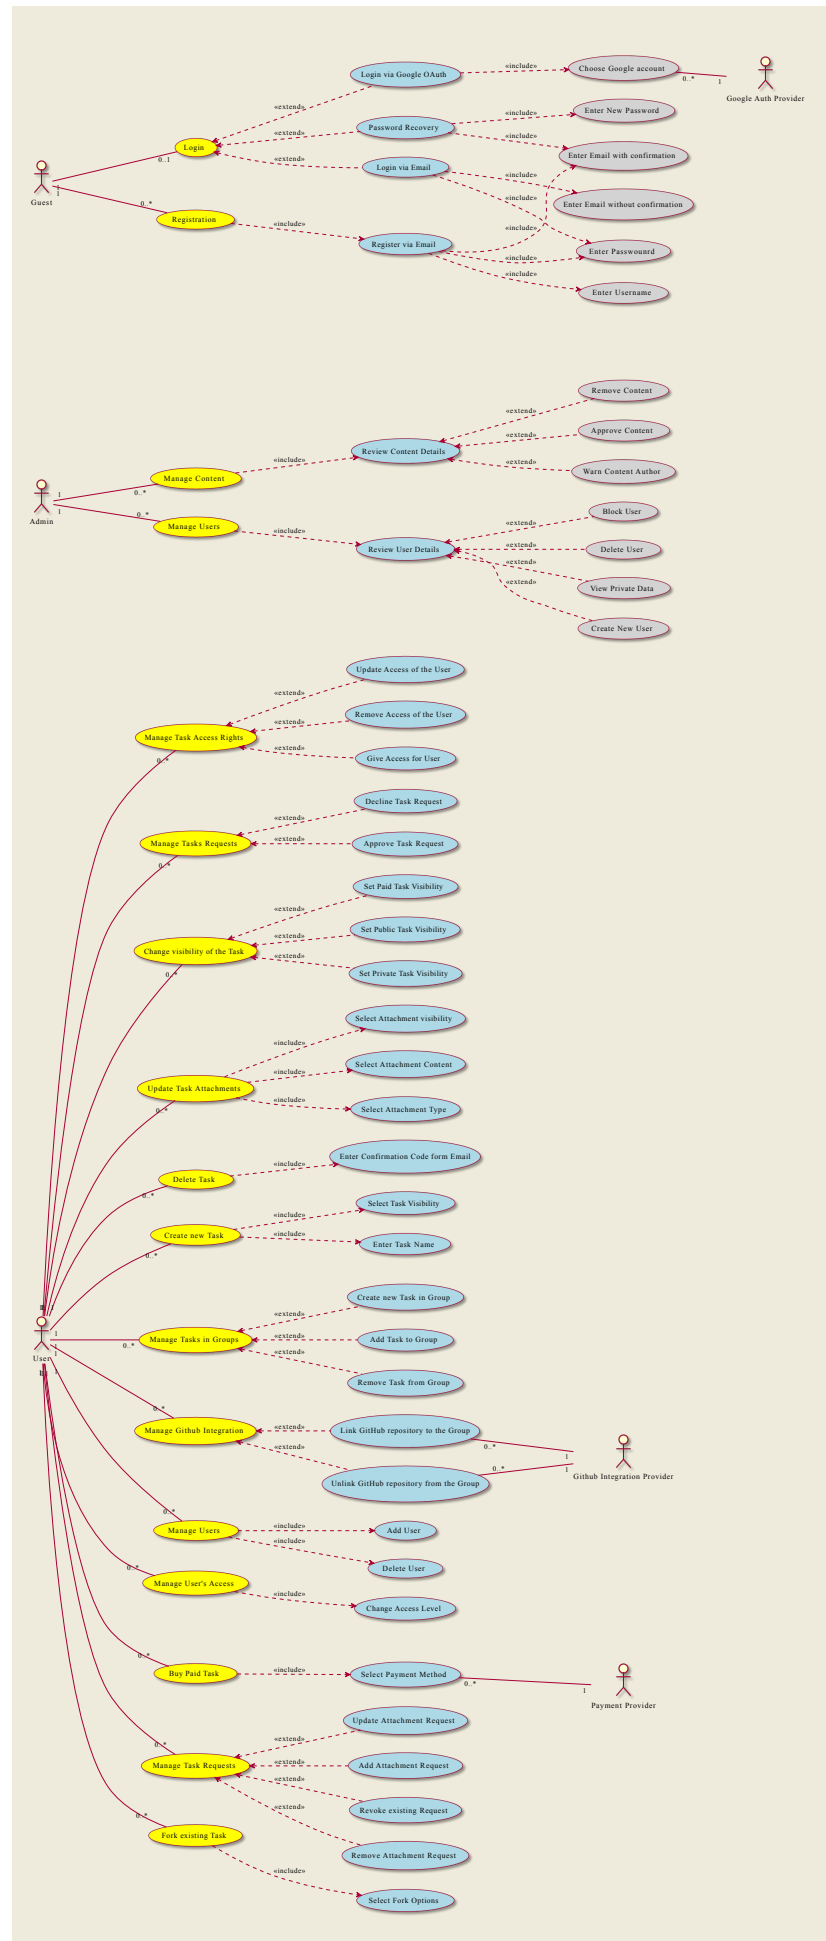 «include»
Choose Google account
Login via Google OAuth
0..*
1
Google Auth Provider
«extend»
«include»
Enter New Password
Password Recovery
«extend»
«include»
Login
0..1
Enter Email with confirmation
«extend»
Login via Email
«include»
1
1
Guest
0..*
Enter Email without confirmation
Registration
«include»
«include»
Register via Email
Enter Passwounrd
«include»
«include»
Enter Username
Remove Content
«extend»
Approve Content
«extend»
Review Content Details
«extend»
Warn Content Author
«include»
Manage Content
1
0..*
1
Admin
0..*
Manage Users
«include»
Block User
«extend»
Review User Details
«extend»
Delete User
«extend»
View Private Data
Create New User
Update Access of the User
«extend»
Remove Access of the User
«extend»
Manage Task Access Rights
«extend»
0..*
Give Access for User
Decline Task Request
«extend»
Manage Tasks Requests
«extend»
Approve Task Request
0..*
Set Paid Task Visibility
«extend»
Set Public Task Visibility
«extend»
Change visibility of the Task
«extend»
0..*
Set Private Task Visibility
Select Attachment visibility
«include»
Select Attachment Content
«include»
Update Task Attachments
«include»
0..*
Select Attachment Type
Enter Confirmation Code form Email
«include»
Delete Task
0..*
Select Task Visibility
«include»
Create new Task
«include»
Enter Task Name
0..*
Create new Task in Group
«extend»
1
Manage Tasks in Groups
«extend»
Add Task to Group
0..*
1
1
«extend»
User
Remove Task from Group
0..*
Manage Github Integration
«extend»
Link GitHub repository to the Group
0..*
1
«extend»
0..*
1
Github Integration Provider
Unlink GitHub repository from the Group
0..*
Manage Users
«include»
Add User
«include»
0..*
Delete User
Manage User's Access
«include»
Change Access Level
0..*
Buy Paid Task
«include»
Select Payment Method
0..*
1
Payment Provider
Update Attachment Request
«extend»
0..*
Manage Task Requests
«extend»
Add Attachment Request
«extend»
Revoke existing Request
«extend»
0..*
Fork existing Task
Remove Attachment Request
«include»
Select Fork Options